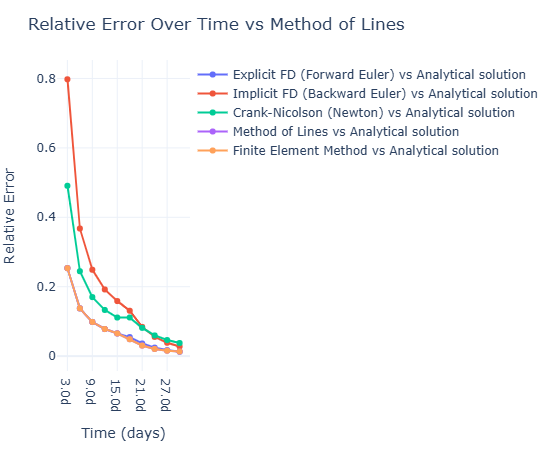 Relative Error Over Time vs Method of Lines
Explicit FD (Forward Euler) vs Analytical solution
Implicit FD (Backward Euler) vs Analytical solution
Crank-Nicolson (Newton) vs Analytical solution
Method of Lines vs Analytical solution
Finite Element Method vs Analytical solution
Relative Error
0.8
0.6
0.4
0.2
0
3.0d
9.0d
15.0d
21.0d
27.0d
Time (days)